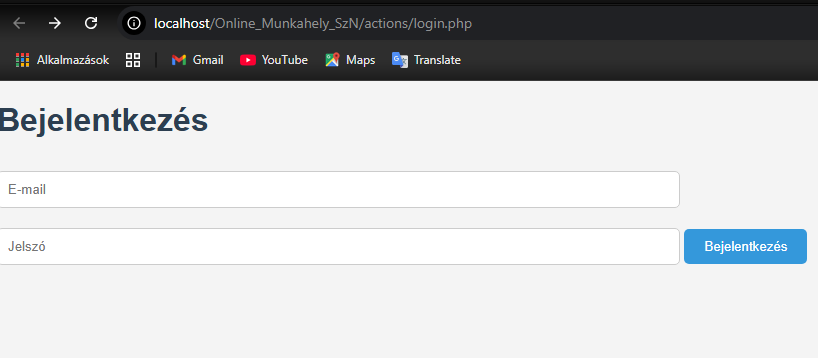 localhost/Online_Munkahely_SzN/actions/login.php
Alkalmazások Gmail YouTube Maps Translate
Bejelentkezés
E-mail
Jelszó Bejelentkezés